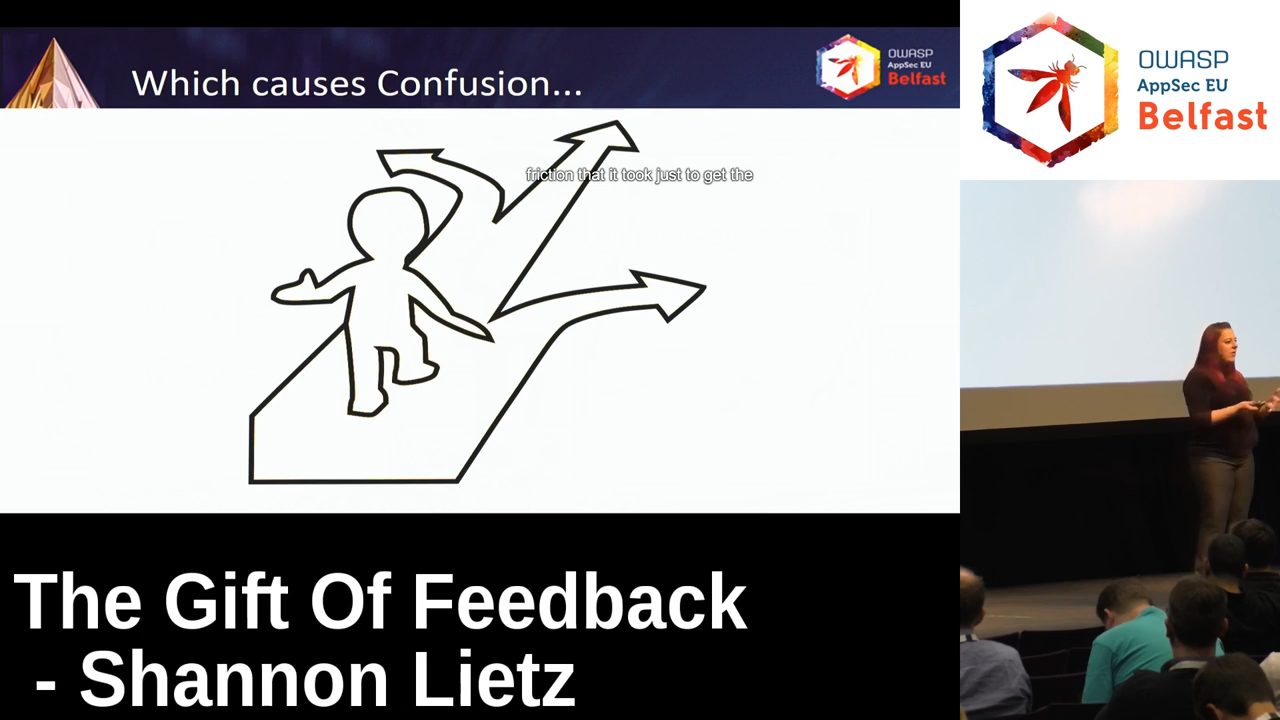 Which causes Confusion...
OWASP
AppSec EU
Belfast
OWASP
AppSec EU
Belfast
friction that it took just to get the
The Gift Of Feedback
- Shannon Lietz